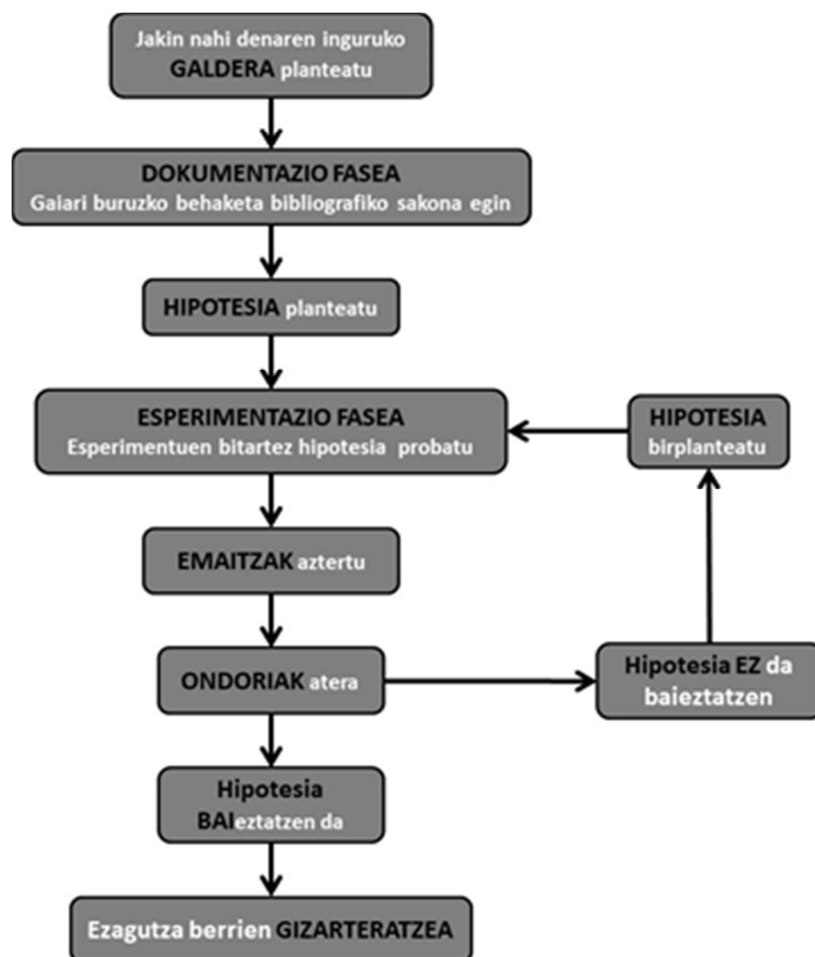 Jakin nahi denaren inguruko
GALDERA planteatu
DOKUMENTAZIO FASEA
Gaiari buruzko behaketa bibliografiko sakona egin
HIPOTESIA planteatu
ESPERIMENTAZIO FASEA
Esperimentuen bitartez hipotesia probatu
HIPOTESIA
birplanteatu
EMAITZAK aztertu
ONDORIAK atera
Hipotesia EZ da
baieztatzen
Hipotesia
BAIeztatzen da
Ezagutza berrien GIZARTERATZEA